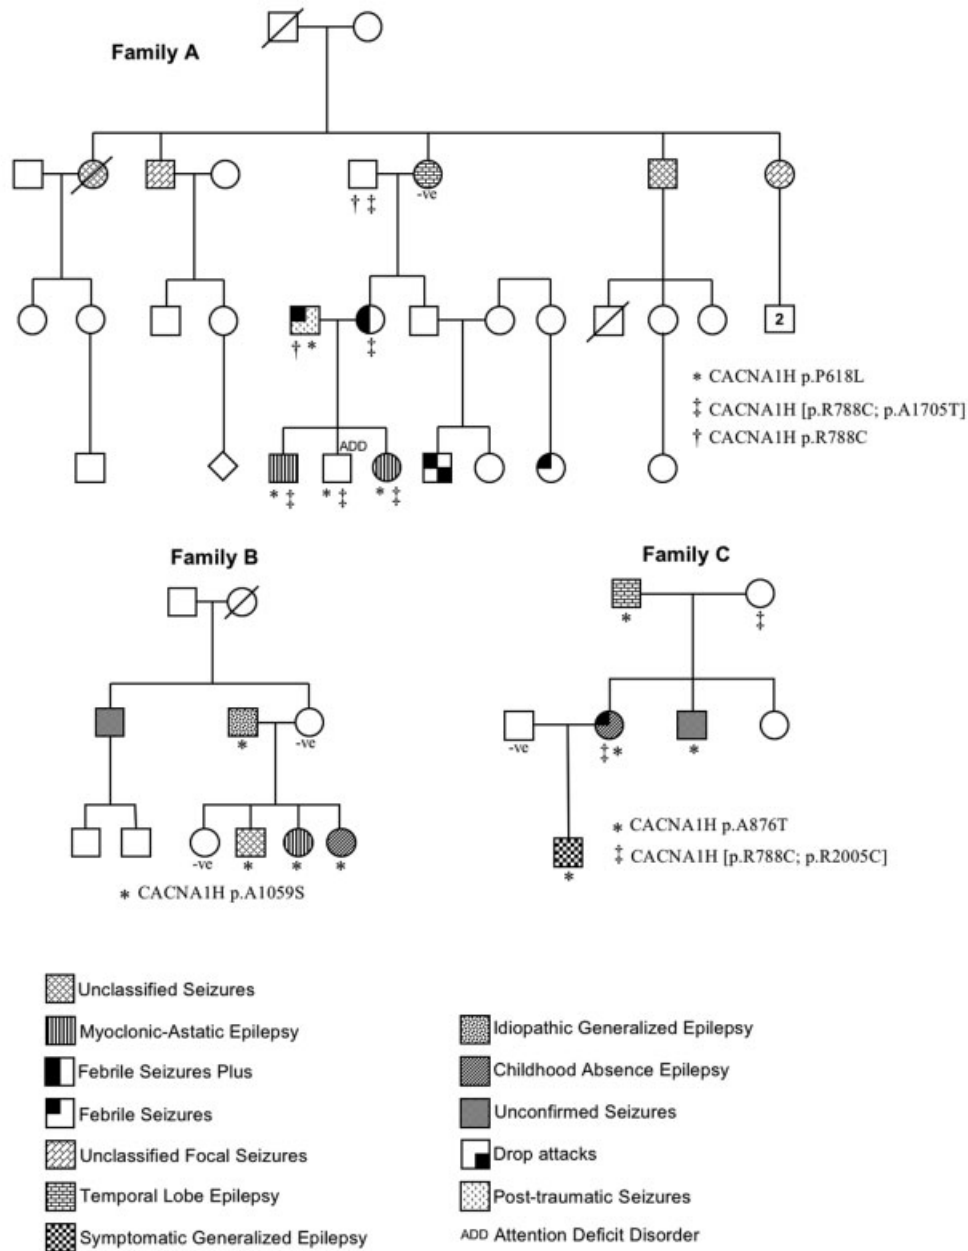 Family A
† ‡
-ve
2
† *
‡
* CACNA1H p.P618L
‡ CACNA1H [p.R788C; p.A1705T]
† CACNA1H p.R788C
ADD
* ‡
* ‡
* ‡
Family B
Family C
*
‡
*
-ve
-ve
‡ *
*
-ve
*
*
*
* CACNA1H p.A1059S
* CACNA1H p.A876T
‡ CACNA1H [p.R788C; p.R2005C]
*
Unclassified Seizures
Myoclonic-Astatic Epilepsy
Febrile Seizures Plus
Febrile Seizures
Unclassified Focal Seizures
Temporal Lobe Epilepsy
Symptomatic Generalized Epilepsy
Idiopathic Generalized Epilepsy
Childhood Absence Epilepsy
Unconfirmed Seizures
Drop attacks
Post-traumatic Seizures
ADD Attention Deficit Disorder